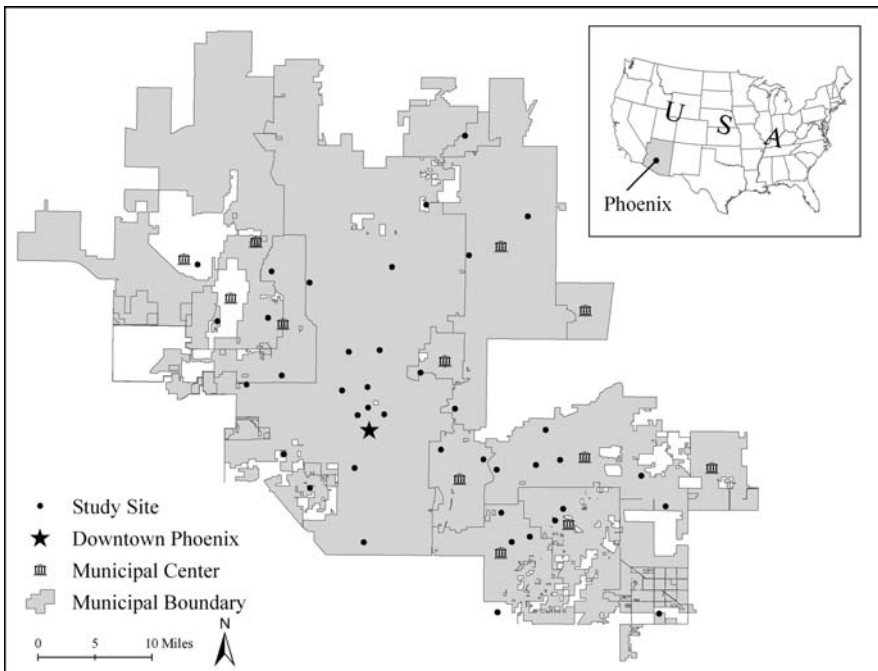 U S A
Phoenix
Study Site
Downtown Phoenix
Municipal Center
Municipal Boundary
N
0 5 10 Miles